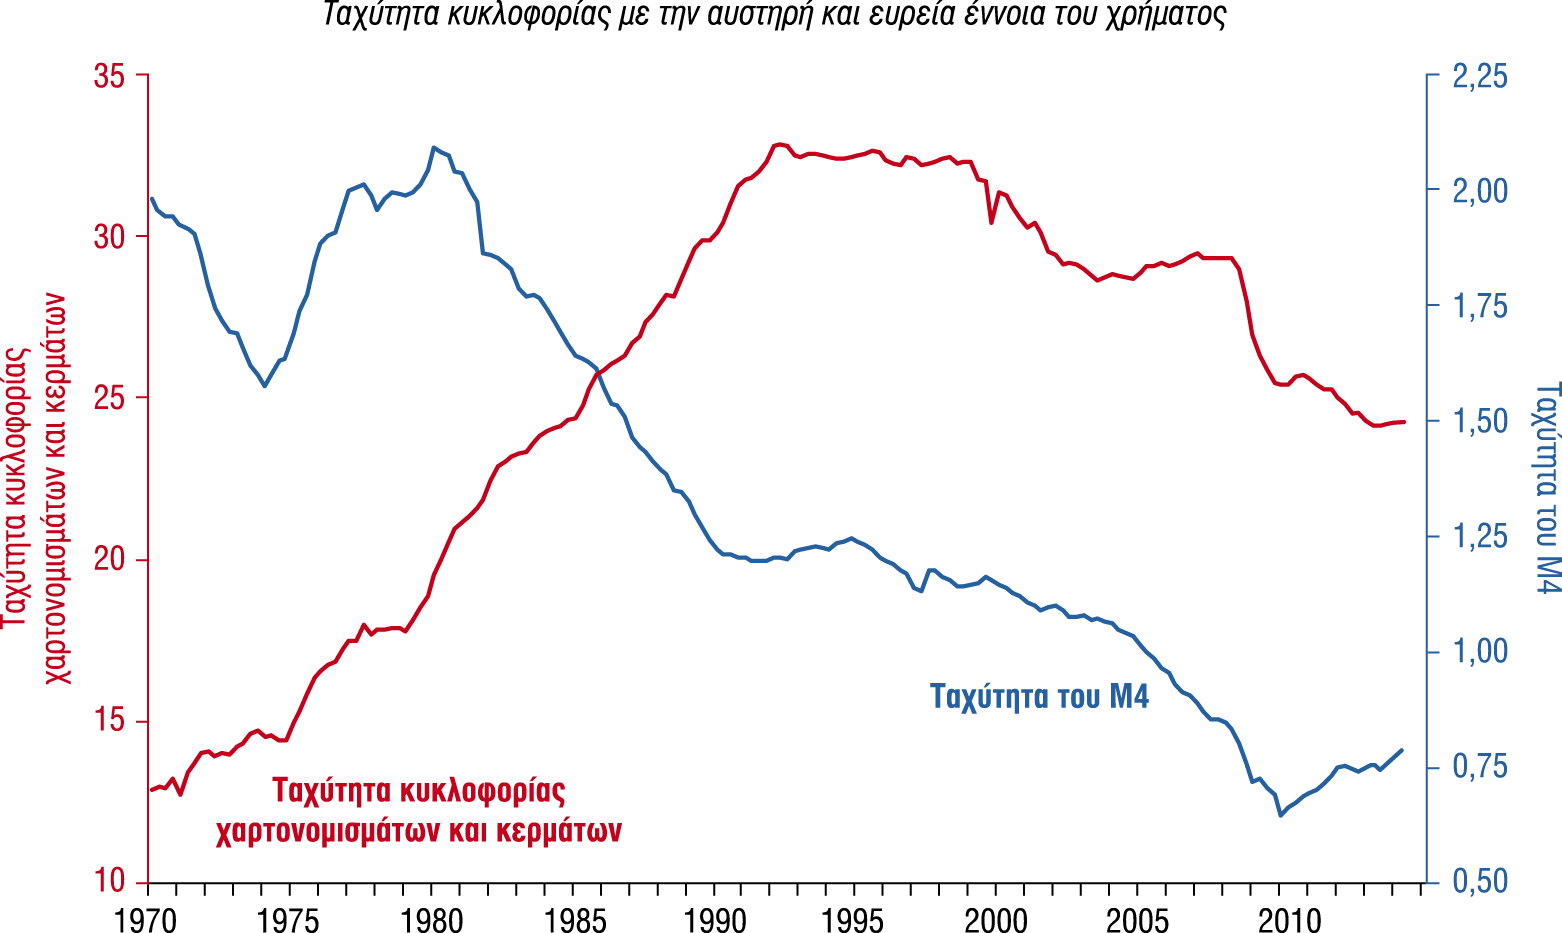 Ταχύτητα κυκλοφορίας με την αυστηρή και ευρεία έννοια του χρήματος
Ταχύτητα κυκλοφορίας
χαρτονομισμάτων και κερμάτων
35
30
25
20
15
10
2,25
2,00
1,75
1,50
1,25
1,00
0,75
0,50
Ταχύτητα του M4
Ταχύτητα του M4
Ταχύτητα κυκλοφορίας
χαρτονομισμάτων και κερμάτων
1970 1975 1980 1985 1990 1995 2000 2005 2010